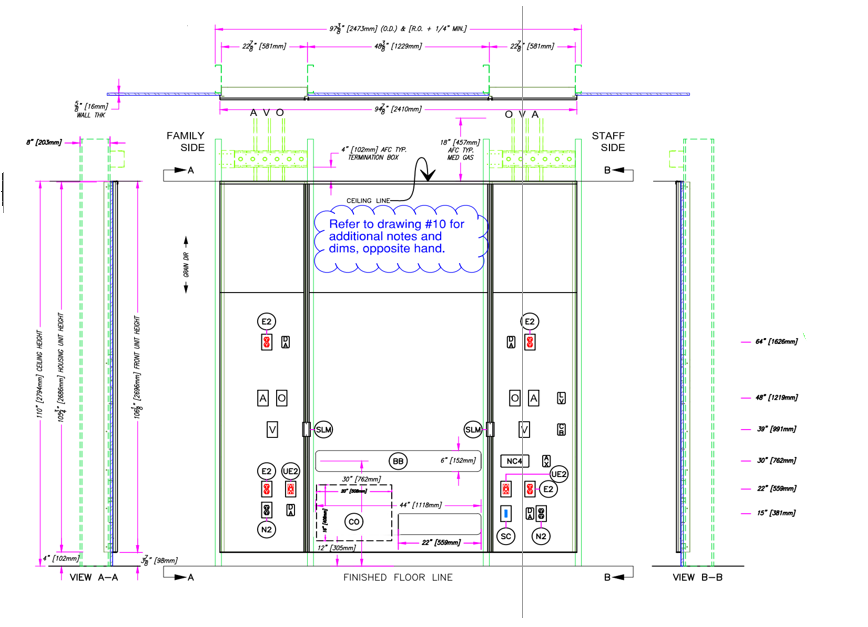 97 3/8" [2473mm] (O.D.) & [R.O. + 1/4" MIN.]
22 7/8" [581mm]
48 3/8" [1229mm]
22 7/8" [581mm]
5/8" [16mm]
WALL THK
94 7/8" [2410mm]
A V O
O V A
8" [203mm]
FAMILY
SIDE
4" [102mm] AFC TYP.
TERMINATION BOX
18" [457mm]
AFC TYP.
MED GAS
STAFF
SIDE
A
B
CEILING LINE
Refer to drawing #10 for
additional notes and
dims, opposite hand.
GRAIN DIR
110" [2794mm] CEILING HEIGHT
[2686mm] HOUSING UNIT HEIGHT
[2696mm] FRONT UNIT HEIGHT
E2
E2
64" [1626mm]
A O
O A
48" [1219mm]
V
SLM
SLM
V
39" [991mm]
BB
6" [152mm]
NC4
30" [762mm]
E2
UE2
30" [762mm]
UE2
22" [559mm]
E2
44" [1118mm]
15" [381mm]
N2
CO
SC
N2
22" [559mm]
12" [305mm]
4" [102mm]
3 7/8" [98mm]
VIEW A-A
A
FINISHED FLOOR LINE
B
VIEW B-B